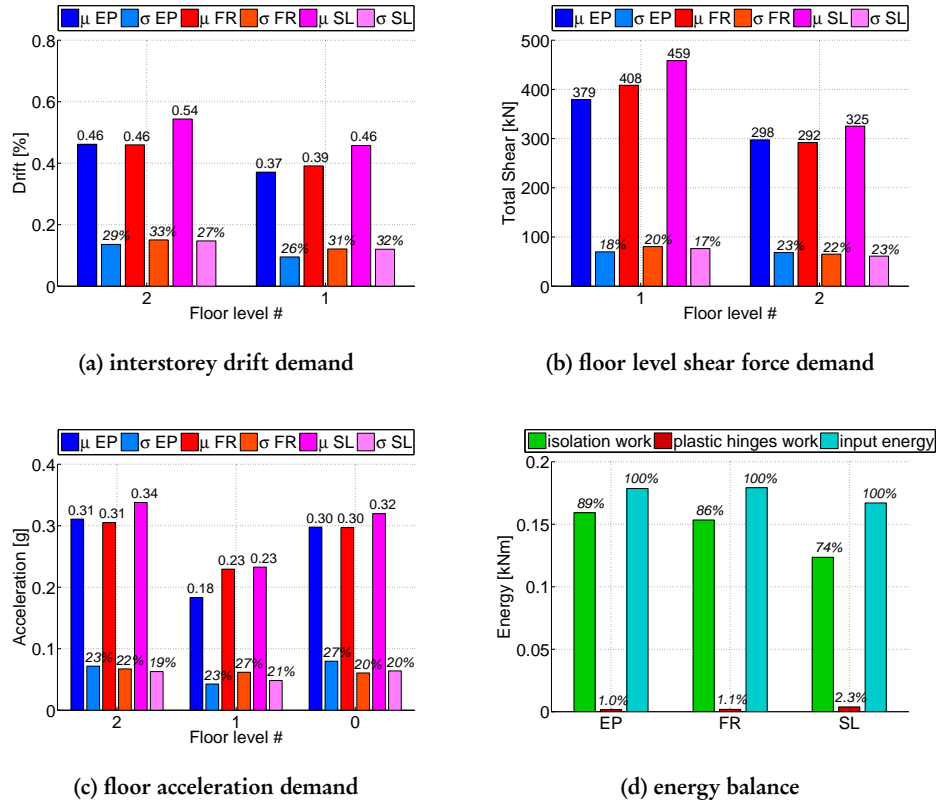 μ EP σ EP μ FR σ FR μ SL σ SL
0.8
0.6
0.4
0.2
0
Drift [%]
0.46 0.46 0.54 0.37 0.39 0.46
29% 33% 27% 26% 31% 32%
2 1
Floor level #
(a) interstorey drift demand
μ EP σ EP μ FR σ FR μ SL σ SL
500
400
300
200
100
0
Total Shear [kN]
379 408 459 298 292 325
18% 20% 17% 23% 22% 23%
1 2
Floor level #
(b) floor level shear force demand
μ EP σ EP μ FR σ FR μ SL σ SL
0.4
0.3
0.2
0.1
0
Acceleration [g]
0.31 0.31 0.34 0.18 0.23 0.23 0.30 0.30 0.32
23% 22% 19% 23% 27% 21% 27% 20% 20%
2 1 0
Floor level #
(c) floor acceleration demand
isolation work plastic hinges work input energy
0.2
0.15
0.1
0.05
0
Energy [kNm]
89% 1.0% 100% 86% 1.1% 100% 74% 2.3% 100%
EP FR SL
(d) energy balance